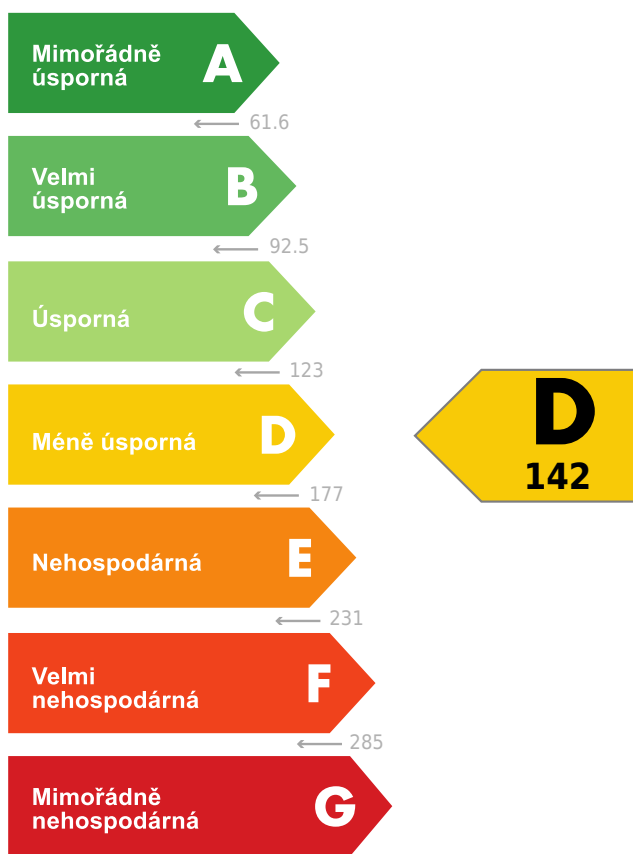 Mimořádně
úsporná
A
← 61.6
Velmi
úsporná
B
← 92.5
Úsporná
C
← 123
Méně úsporná
D
D
142
← 177
Nehospodárná
E
← 231
Velmi
nehospodárná
F
← 285
Mimořádně
nehospodárná
G